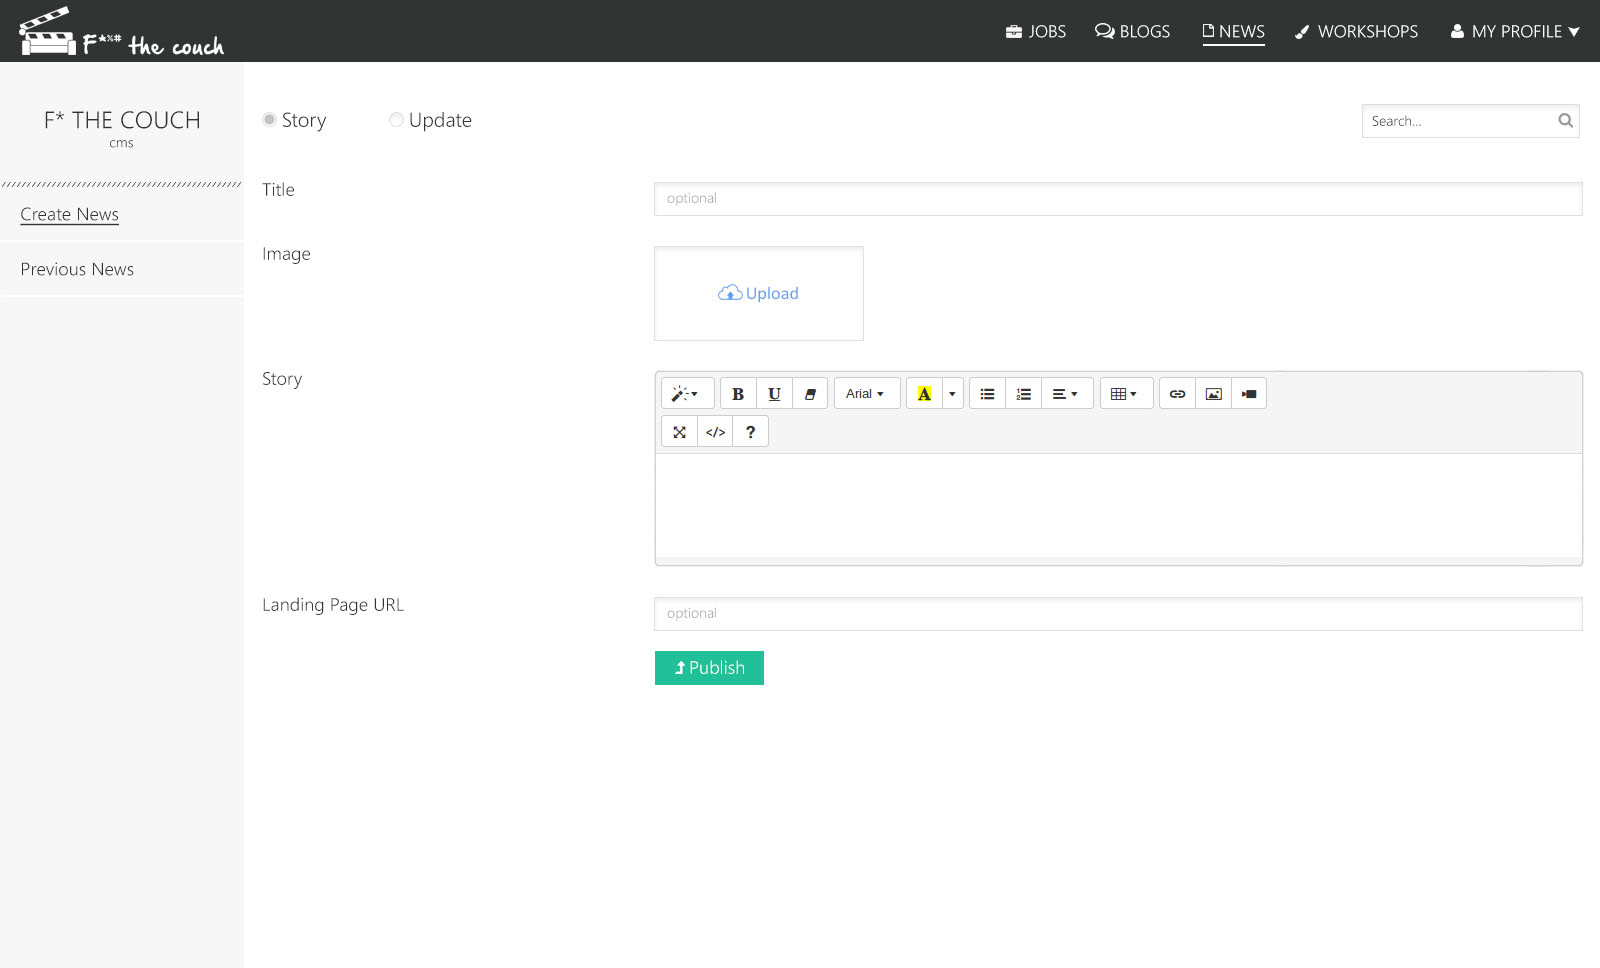 F*%# the couch
JOBS
BLOGS
NEWS
WORKSHOPS
MY PROFILE
F* THE COUCH
cms
Create News
Previous News
Story
Update
Search...
Title
optional
Image
Upload
Story
B
U
Arial
A
</>
?
Landing Page URL
optional
Publish